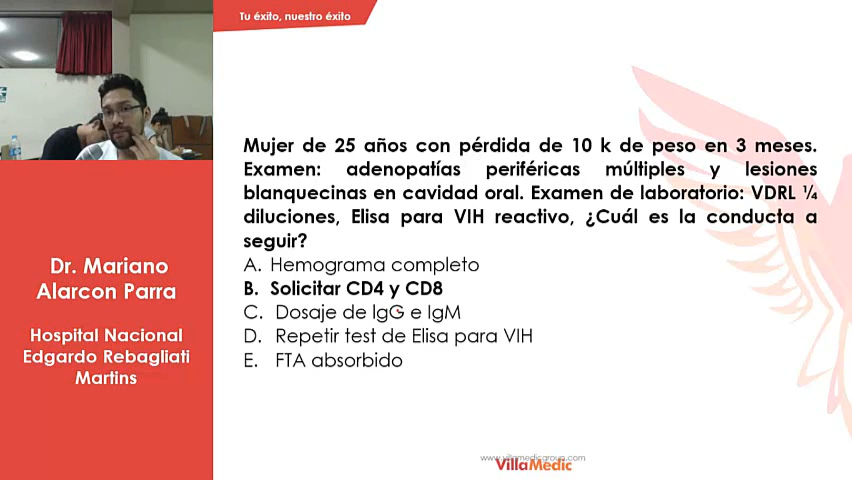 Tu éxito, nuestro éxito
Mujer de 25 años con pérdida de 10 k de peso en 3 meses.
Examen: adenopatías periféricas múltiples y lesiones
blanquecinas en cavidad oral. Examen de laboratorio: VDRL ¼
diluciones, Elisa para VIH reactivo, ¿Cuál es la conducta a
seguir?
A. Hemograma completo
B. Solicitar CD4 y CD8
C. Dosaje de IgG e IgM
D. Repetir test de Elisa para VIH
E. FTA absorbido
Dr. Mariano
Alarcon Parra
Hospital Nacional
Edgardo Rebagliati
Martins
www.villamedicgroup.com
VillaMedic